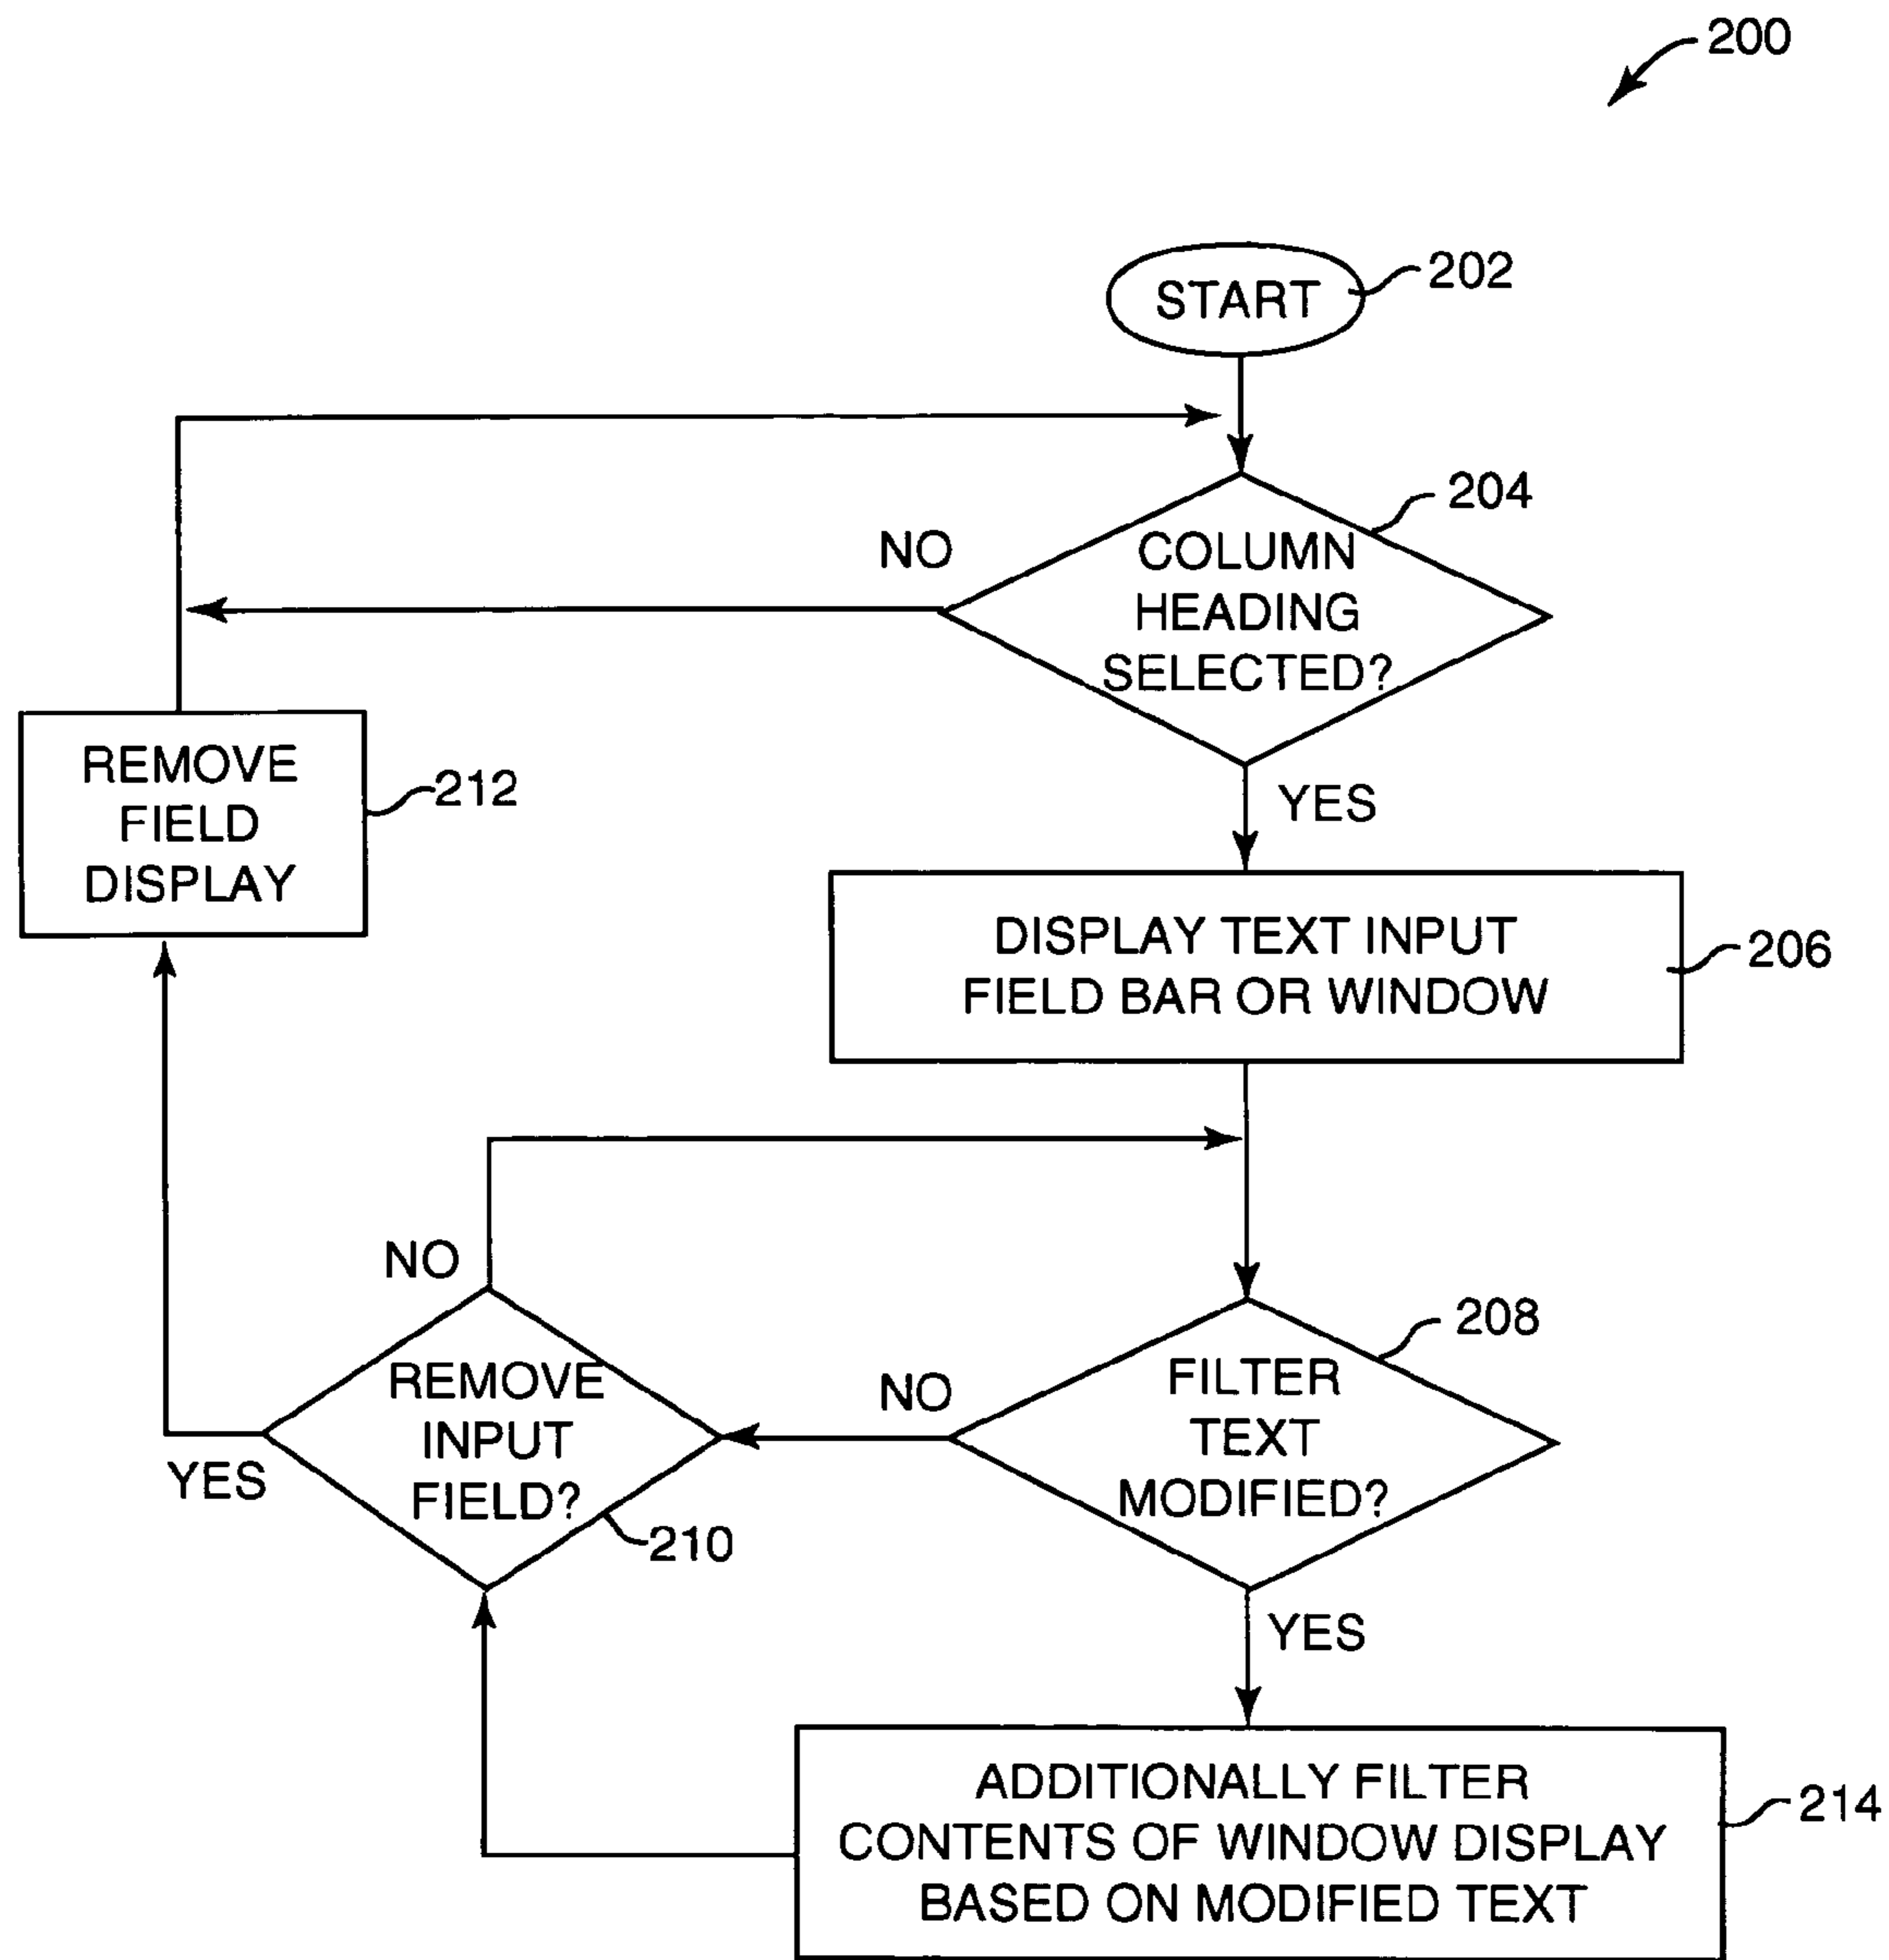 200
START
202
204
NO
COLUMN
HEADING
SELECTED?
YES
REMOVE
FIELD
DISPLAY
212
DISPLAY TEXT INPUT
FIELD BAR OR WINDOW
206
NO
REMOVE
INPUT
FIELD?
YES
210
NO
208
FILTER
TEXT
MODIFIED?
YES
ADDITIONALLY FILTER
CONTENTS OF WINDOW DISPLAY
BASED ON MODIFIED TEXT
214